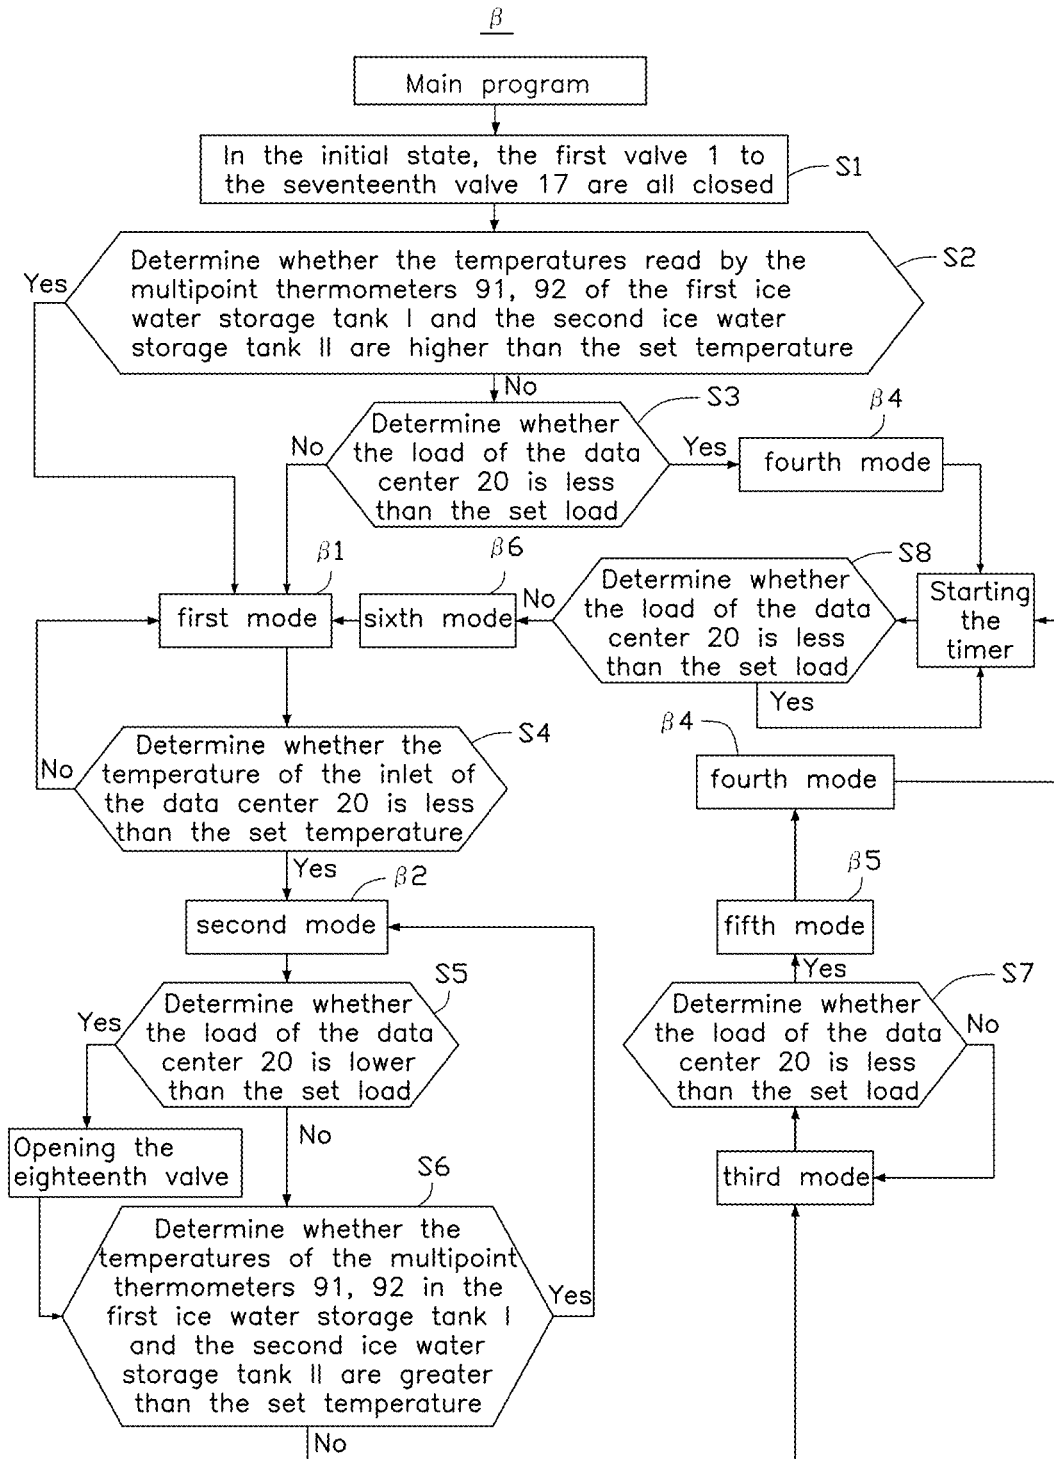 β
Main program
In the initial state, the first valve 1 to
the seventeenth valve 17 are all closed
S1
Determine whether the temperatures read by the
multipoint thermometers 91, 92 of the first ice
water storage tank I and the second ice water
storage tank II are higher than the set temperature
S2
Yes
No
Determine whether
the load of the data
center 20 is less
than the set load
S3
No
Yes
β4
fourth mode
β1
first mode
β6
sixth mode
No
Determine whether
the load of the data
center 20 is less
than the set load
S8
Yes
Starting
the
timer
Determine whether the
temperature of the inlet of
the data center 20 is less
than the set temperature
S4
No
Yes
β4
fourth mode
β2
second mode
β5
fifth mode
Yes
Determine whether
the load of the data
center 20 is lower
than the set load
S5
Yes
No
Determine whether
the load of the data
center 20 is less
than the set load
S7
No
Opening the
eighteenth valve
third mode
S6
Determine whether the
temperatures of the multipoint
thermometers 91, 92 in the
first ice water storage tank I
and the second ice water
storage tank II are greater
than the set temperature
Yes
No